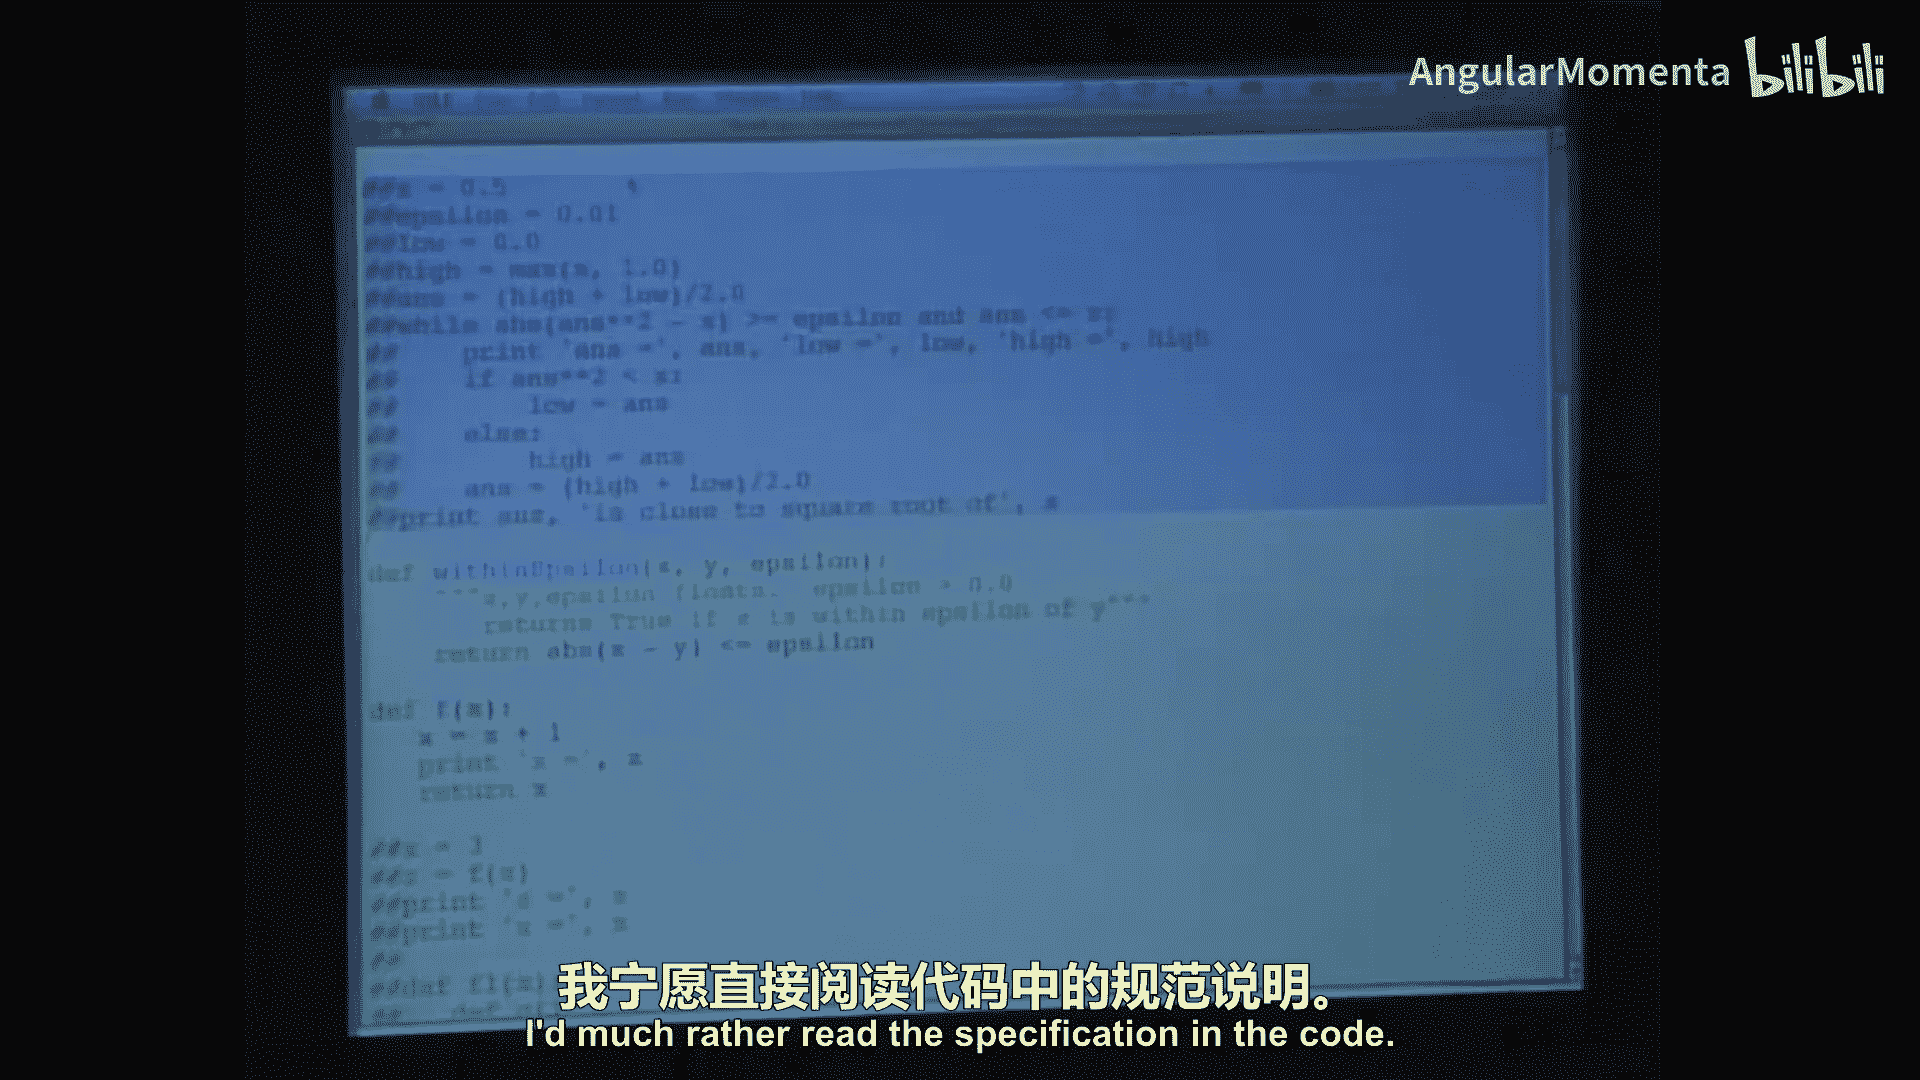 AngularMomenta bilibili
##x = 0.5
##epsilon = 0.01
##low = 0.0
##high = max(x, 1.0)
##ans = (high + low)/2.0
##while abs(ans**2 - x) >= epsilon and ans <= x:
##    print 'ans =', ans, 'low =', low, 'high =', high
##    if ans**2 < x:
##        low = ans
##    else:
##        high = ans
##    ans = (high + low)/2.0
##print ans, 'is close to square root of', x
def withinEpsilon(x, y, epsilon):
"""x,y,epsilon floats. epsilon > 0.0
returns True if x is within epsilon of y"""
return abs(x - y) <= epsilon
def f(x):
x = x + 1
print 'x =', x
return x
##x = 3
##z = f(x)
##print 'z =', z
##print 'x =', x
##
##def f1(x)
我宁愿直接阅读代码中的规范说明。
I'd much rather read the specification in the code.